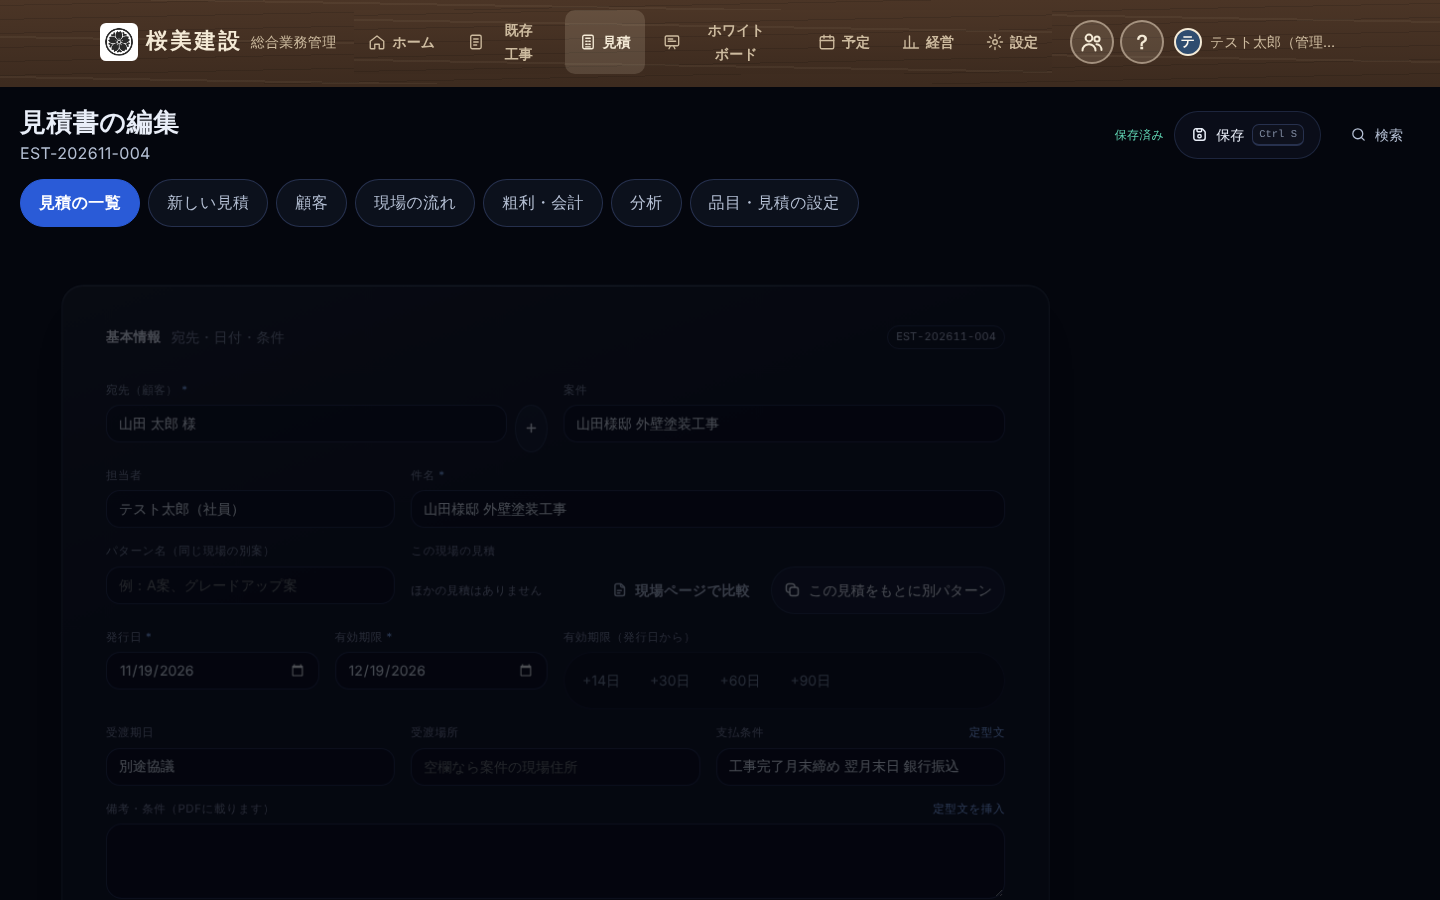 桜美建設 総合業務管理 ホーム 既存工事 見積 ホワイトボード 予定 経営 設定 ? テ テスト太郎（管理...
見積書の編集
EST-202611-004
保存済み 保存 Ctrl S 検索
見積の一覧 新しい見積 顧客 現場の流れ 粗利・会計 分析 品目・見積の設定
基本情報 宛先・日付・条件 EST-202611-004
宛先（顧客） * 案件
山田 太郎 様 + 山田様邸 外壁塗装工事
担当者 件名 *
テスト太郎（社員） 山田様邸 外壁塗装工事
パターン名（同じ現場の別案） この現場の見積
例：A案、グレードアップ案 ほかの見積はありません 現場ページで比較 この見積をもとに別パターン
発行日 * 有効期限 * 有効期限（発行日から）
11/19/2026 12/19/2026 +14日 +30日 +60日 +90日
受渡期日 受渡場所 支払条件 定型文
別途協議 空欄なら案件の現場住所 工事完了月末締め 翌月末日 銀行振込
備考・条件（PDFに載ります） 定型文を挿入